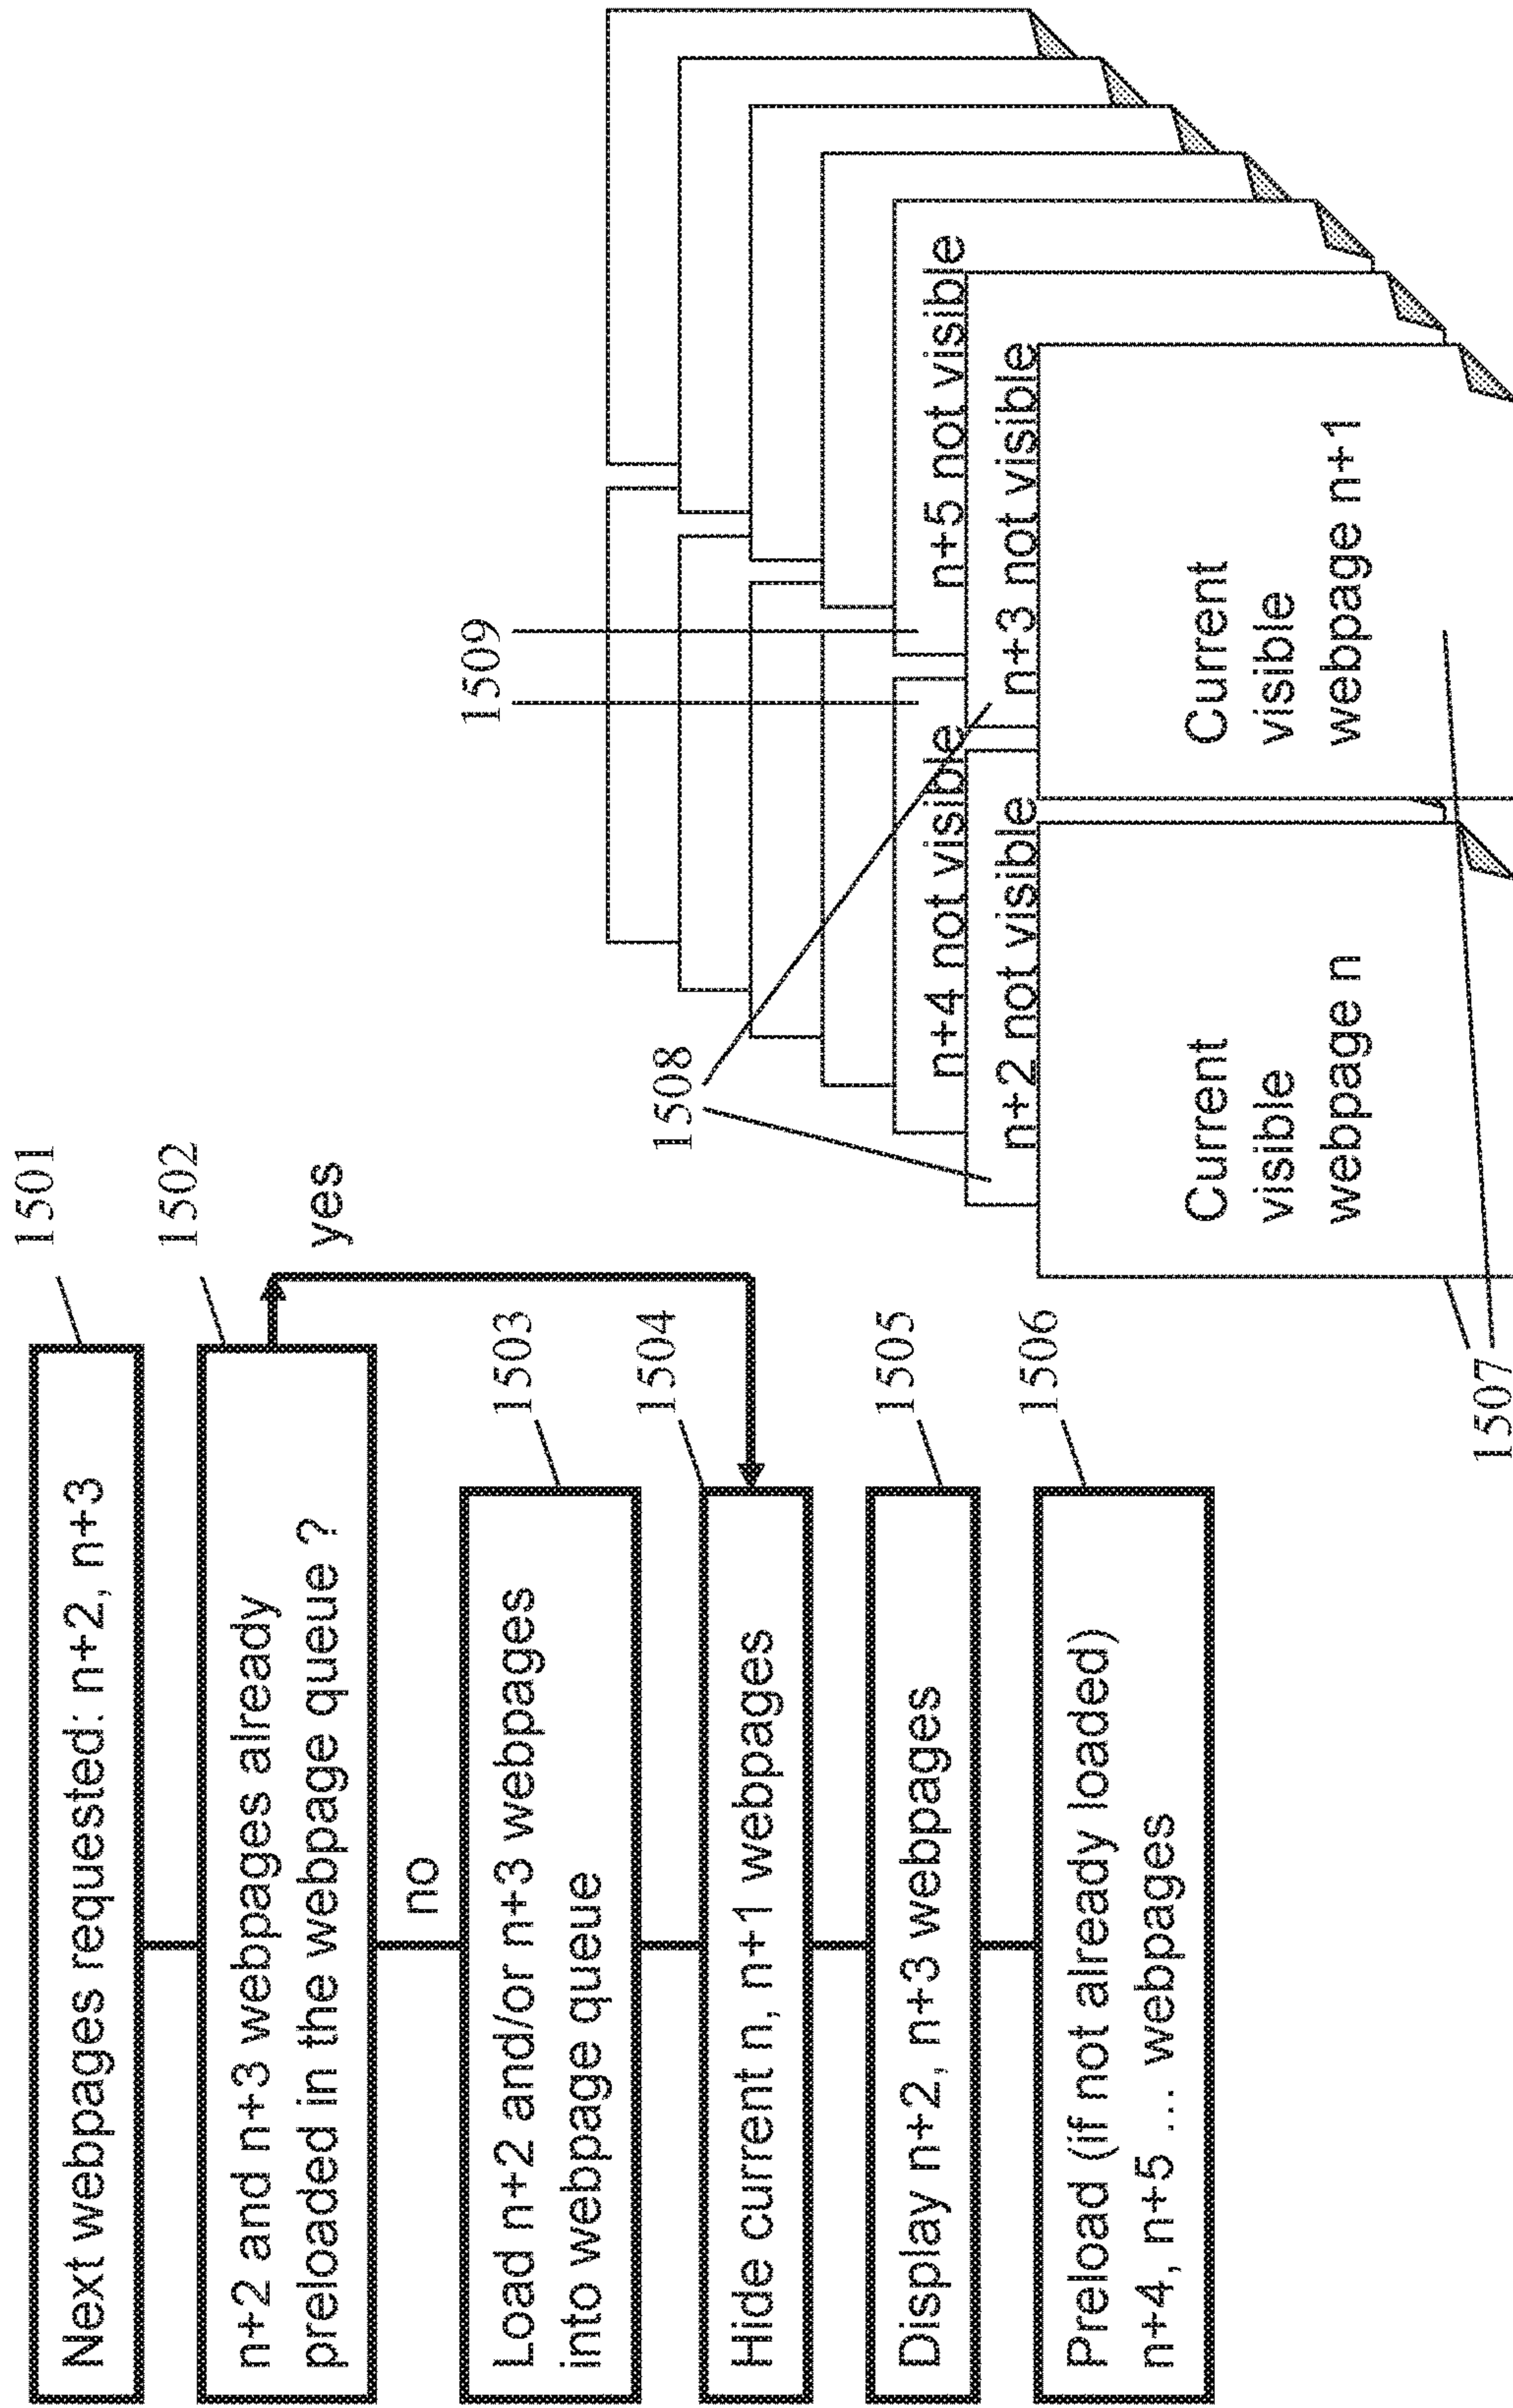 Next webpages requested: n+2, n+3
1501
n+2 and n+3 webpages already
preloaded in the webpage queue ?
1502
yes
no
Load n+2 and/or n+3 webpages
into webpage queue
1503
Hide current n, n+1 webpages
1504
Display n+2, n+3 webpages
1505
Preload (if not already loaded)
n+4, n+5 ... webpages
1506
1509
1508
n+4 not visible
n+5 not visible
n+2 not visible
n+3 not visible
Current
visible
webpage n
Current
visible
webpage n+1
1507